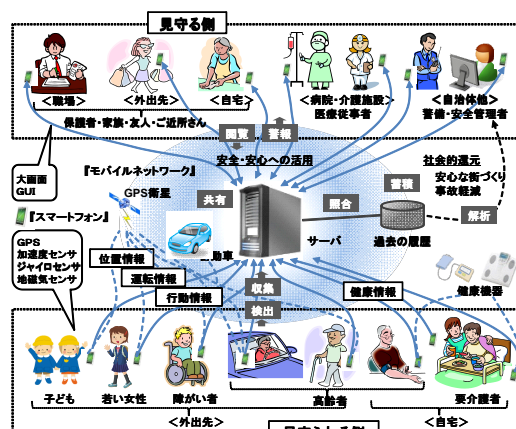 見守る側
＜職場＞
＜外出先＞
＜自宅＞
保護者・家族・友人・ご近所さん
＜病院・介護施設＞
医療従事者
＜自治体他＞
警備・安全管理者
閲覧
警報
大画面
GUI
『モバイルネットワーク』
安全・安心への活用
社会的還元
安心な街づくり
事故軽減
GPS衛星
共有
蓄積
照合
解析
『スマートフォン』
動車
サーバ
過去の履歴
GPS
加速度センサ
ジャイロセンサ
地磁気センサ
位置情報
運転情報
行動情報
収集
検出
健康情報
健康機器
子ども
若い女性
障がい者
高齢者
要介護者
＜外出先＞
＜自宅＞